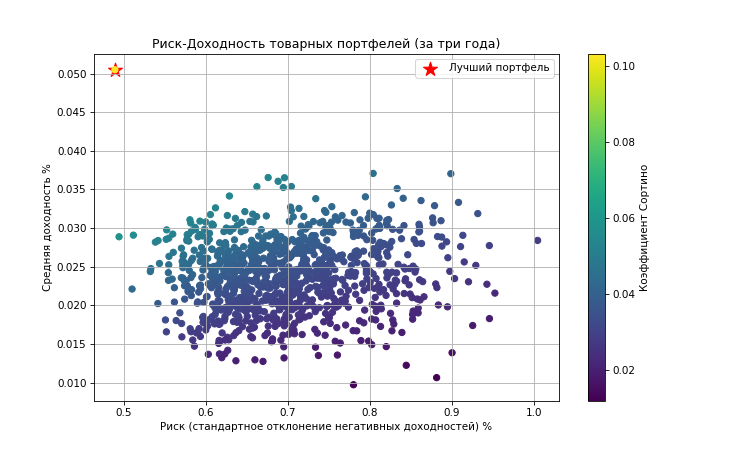 Риск-Доходность товарных портфелей (за три года)
Лучший портфель
0.050
0.045
0.040
0.035
0.030
0.025
0.020
0.015
0.010
Средняя доходность %
0.5 0.6 0.7 0.8 0.9 1.0
Риск (стандартное отклонение негативных доходностей) %
0.10
0.08
0.06
0.04
0.02
Коэффициент Сортино